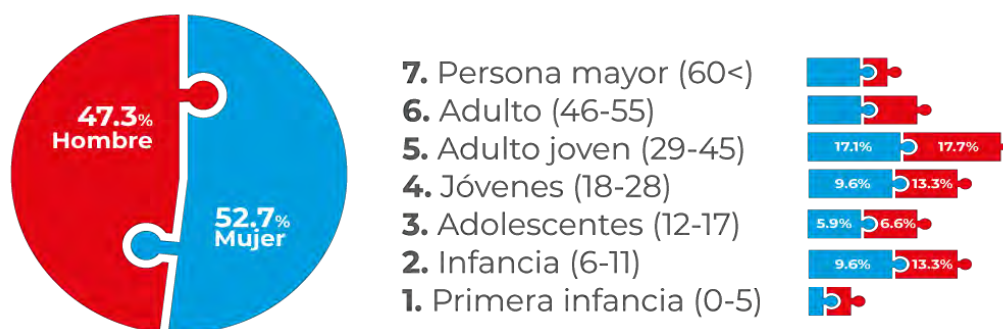 47.3%
Hombre
52.7%
Mujer
7. Persona mayor (60<)
6. Adulto (46-55)
5. Adulto joven (29-45) 17.1% 17.7%
4. Jóvenes (18-28) 9.6% 13.3%
3. Adolescentes (12-17) 5.9% 6.6%
2. Infancia (6-11) 9.6% 13.3%
1. Primera infancia (0-5)